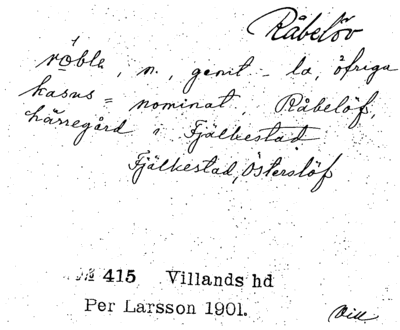 Råbelöv
råbla, n., genit - la, öfriga
kasus = nominat, Råbelöf,
härregård i Fjälkestad
Fjälkestad, Österslöf
№ 415 Villands hd
Per Larsson 1901.
Vill